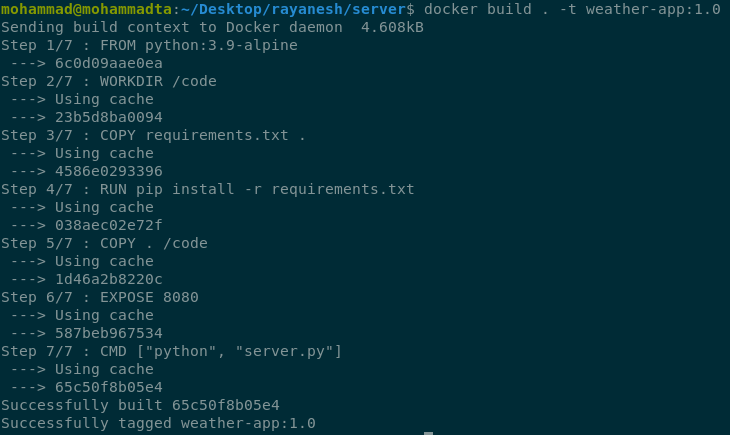 mohammad@mohammadta:~/Desktop/rayanesh/server$ docker build . -t weather-app:1.0
Sending build context to Docker daemon  4.608kB
Step 1/7 : FROM python:3.9-alpine
 ---> 6c0d09aae0ea
Step 2/7 : WORKDIR /code
 ---> Using cache
 ---> 23b5d8ba0094
Step 3/7 : COPY requirements.txt .
 ---> Using cache
 ---> 4586e0293396
Step 4/7 : RUN pip install -r requirements.txt
 ---> Using cache
 ---> 038aec02e72f
Step 5/7 : COPY . /code
 ---> Using cache
 ---> 1d46a2b8220c
Step 6/7 : EXPOSE 8080
 ---> Using cache
 ---> 587beb967534
Step 7/7 : CMD ["python", "server.py"]
 ---> Using cache
 ---> 65c50f8b05e4
Successfully built 65c50f8b05e4
Successfully tagged weather-app:1.0